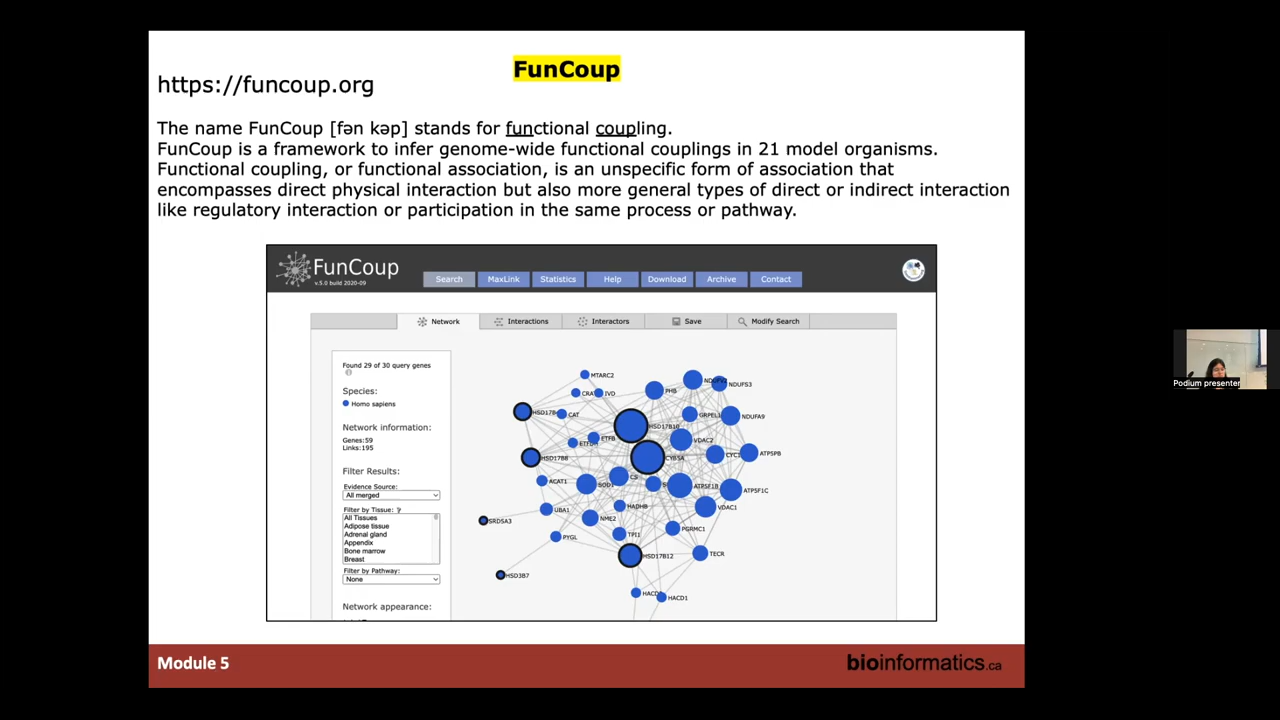 FunCoup
https://funcoup.org
The name FunCoup [fən kəp] stands for functional coupling.
FunCoup is a framework to infer genome-wide functional couplings in 21 model organisms.
Functional coupling, or functional association, is an unspecific form of association that
encompasses direct physical interaction but also more general types of direct or indirect interaction
like regulatory interaction or participation in the same process or pathway.
FunCoup
v.5.0 build 2020-09
Search MaxLink Statistics Help Download Archive Contact
Network Interactions Interactors Save Modify Search
Found 29 of 30 query genes
Species:
Homo sapiens
Network information:
Genes:59
Links:195
Filter Results:
Evidence Source:
All merged
Filter by Tissue: ?
All Tissues
Adipose tissue
Adrenal gland
Appendix
Bone marrow
Breast
Filter by Pathway:
None
Network appearance:
MTARC2
IVD
PHB
NDUFS3
CAT
GRPEL1
NDUFA9
HSD17B10
ETFB
VDAC2
HSD17B8
CYB5A
CYC1
ATP5PB
ACAT1
SOD1
CS
ATP5F1B
ATP5F1C
UBA1
HADHB
VDAC1
SRD5A3
NME2
PGRMC1
PYGL
TPI1
HSD17B12
TECR
HSD3B7
HACD1
Module 5
bioinformatics.ca
Podium presenter